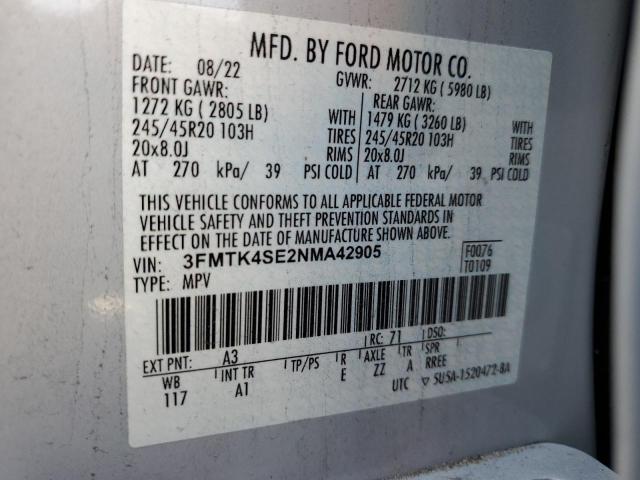 MFD. BY FORD MOTOR CO.
DATE: 08/22 GVWR: 2712 KG (5980 LB)
FRONT GAWR: REAR GAWR:
1272 KG (2805 LB) WITH 1479 KG (3260 LB) WITH
245/45R20 103H TIRES 245/45R20 103H TIRES
20x8.0J RIMS 20x8.0J RIMS
AT 270 kPa/ 39 PSI COLD AT 270 kPa/ 39 PSI COLD
THIS VEHICLE CONFORMS TO ALL APPLICABLE FEDERAL MOTOR
VEHICLE SAFETY AND THEFT PREVENTION STANDARDS IN
EFFECT ON THE DATE OF MANUFACTURE SHOWN ABOVE.
VIN: 3FMTK4SE2NMA42905 F0076
TYPE: MPV T0109
RC: 71 DSO:
EXT PNT: A3
WB INT TR TP/PS R AXLE TR SPR
117 A1 E ZZ A RREE
UTC ▽ 5U5A-1520472-BA